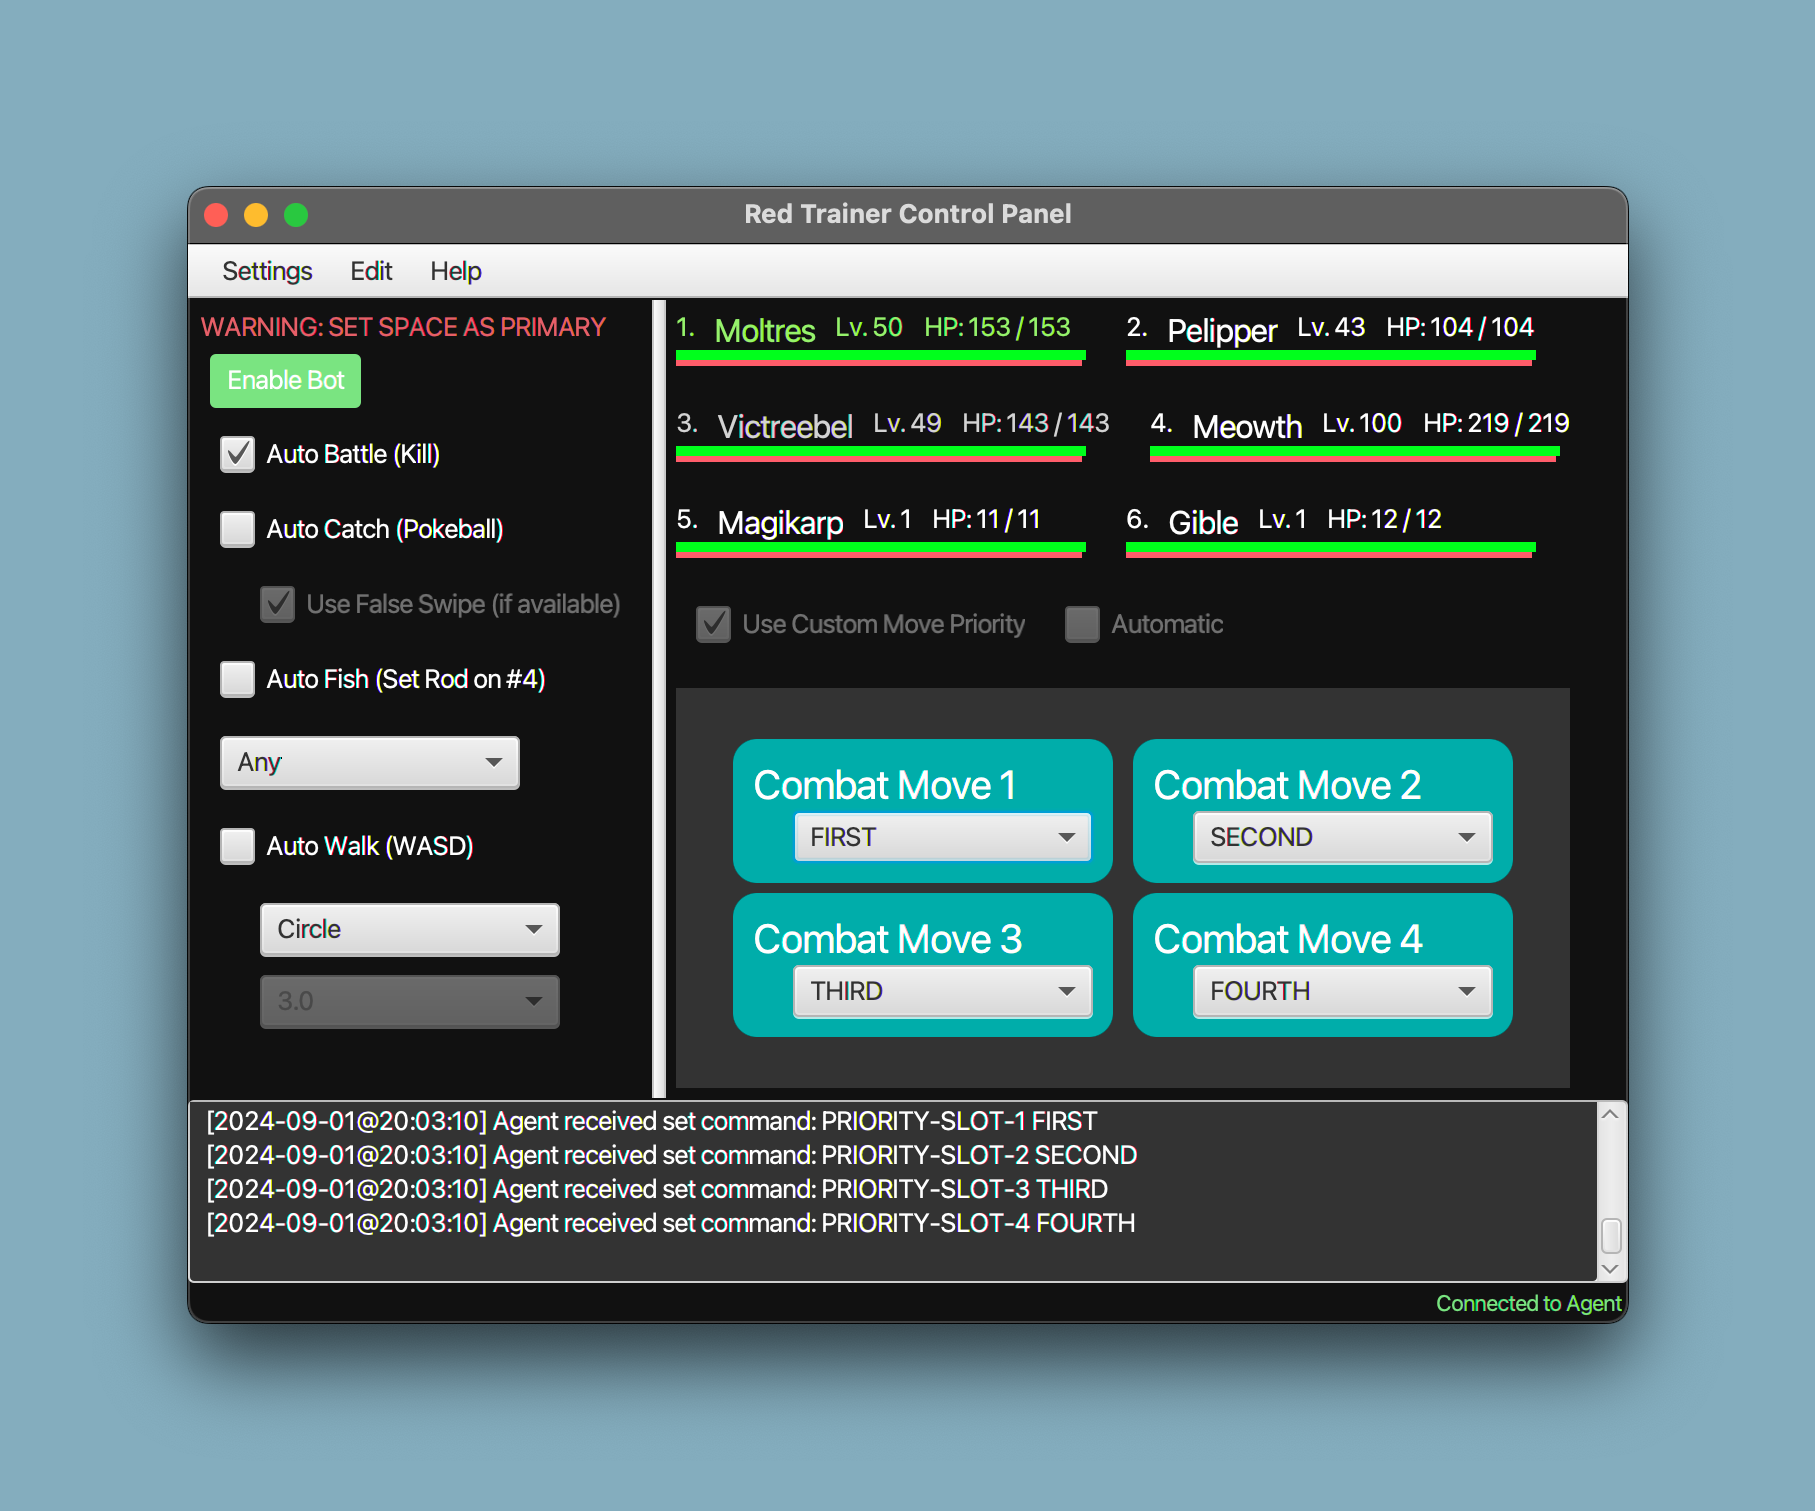 Red Trainer Control Panel
Settings Edit Help
WARNING: SET SPACE AS PRIMARY
Enable Bot
Auto Battle (Kill)
Auto Catch (Pokeball)
Use False Swipe (if available)
Auto Fish (Set Rod on #4)
Any
Auto Walk (WASD)
Circle
3.0
1. Moltres Lv. 50 HP: 153 / 153
2. Pelipper Lv. 43 HP: 104 / 104
3. Victreebel Lv. 49 HP: 143 / 143
4. Meowth Lv. 100 HP: 219 / 219
5. Magikarp Lv. 1 HP: 11 / 11
6. Gible Lv. 1 HP: 12 / 12
Use Custom Move Priority
Automatic
Combat Move 1
FIRST
Combat Move 2
SECOND
Combat Move 3
THIRD
Combat Move 4
FOURTH
[2024-09-01@20:03:10] Agent received set command: PRIORITY-SLOT-1 FIRST
[2024-09-01@20:03:10] Agent received set command: PRIORITY-SLOT-2 SECOND
[2024-09-01@20:03:10] Agent received set command: PRIORITY-SLOT-3 THIRD
[2024-09-01@20:03:10] Agent received set command: PRIORITY-SLOT-4 FOURTH
Connected to Agent